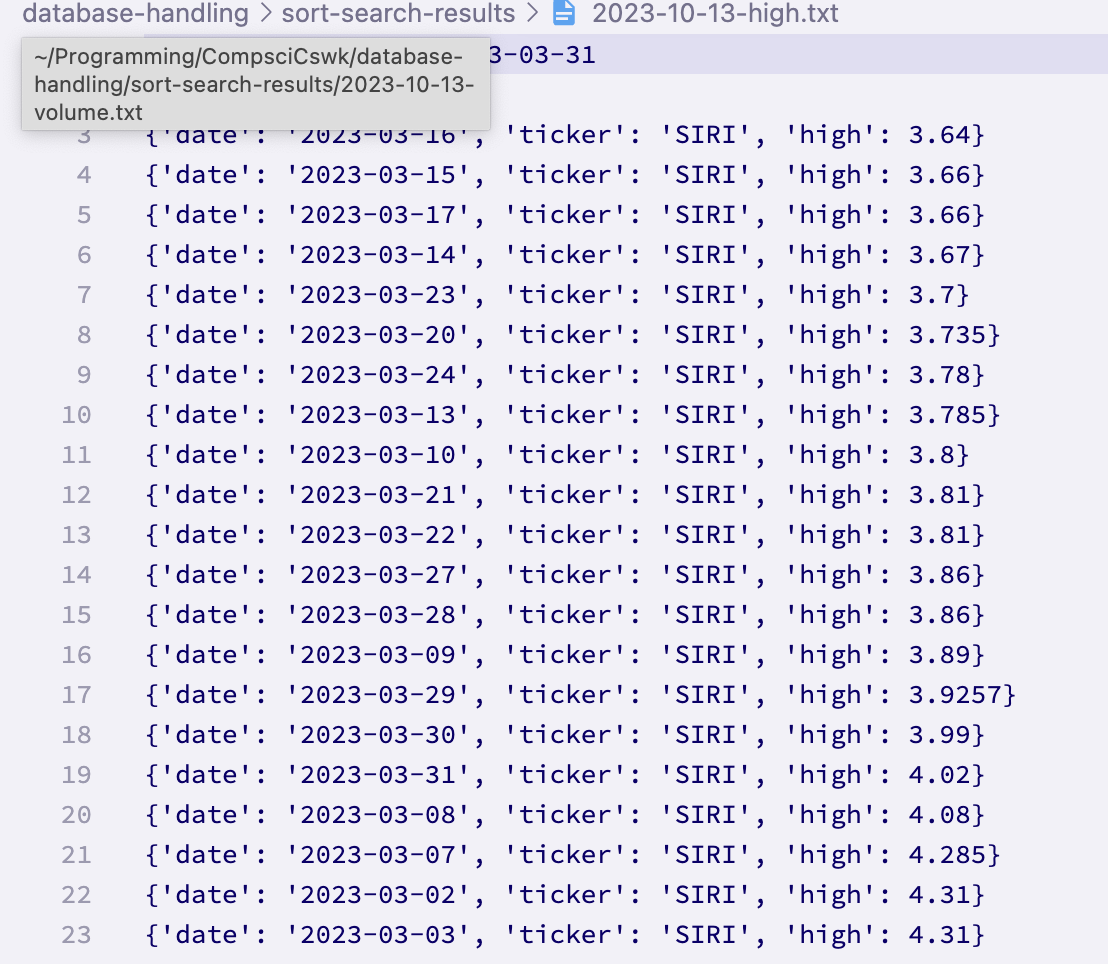 database-handling > sort-search-results > 2023-10-13-high.txt
~/Programming/CompsciCswk/database-
handling/sort-search-results/2023-10-13-
volume.txt
3-03-31
3 {'date': '2023-03-16', 'ticker': 'SIRI', 'high': 3.64}
4 {'date': '2023-03-15', 'ticker': 'SIRI', 'high': 3.66}
5 {'date': '2023-03-17', 'ticker': 'SIRI', 'high': 3.66}
6 {'date': '2023-03-14', 'ticker': 'SIRI', 'high': 3.67}
7 {'date': '2023-03-23', 'ticker': 'SIRI', 'high': 3.7}
8 {'date': '2023-03-20', 'ticker': 'SIRI', 'high': 3.735}
9 {'date': '2023-03-24', 'ticker': 'SIRI', 'high': 3.78}
10 {'date': '2023-03-13', 'ticker': 'SIRI', 'high': 3.785}
11 {'date': '2023-03-10', 'ticker': 'SIRI', 'high': 3.8}
12 {'date': '2023-03-21', 'ticker': 'SIRI', 'high': 3.81}
13 {'date': '2023-03-22', 'ticker': 'SIRI', 'high': 3.81}
14 {'date': '2023-03-27', 'ticker': 'SIRI', 'high': 3.86}
15 {'date': '2023-03-28', 'ticker': 'SIRI', 'high': 3.86}
16 {'date': '2023-03-09', 'ticker': 'SIRI', 'high': 3.89}
17 {'date': '2023-03-29', 'ticker': 'SIRI', 'high': 3.9257}
18 {'date': '2023-03-30', 'ticker': 'SIRI', 'high': 3.99}
19 {'date': '2023-03-31', 'ticker': 'SIRI', 'high': 4.02}
20 {'date': '2023-03-08', 'ticker': 'SIRI', 'high': 4.08}
21 {'date': '2023-03-07', 'ticker': 'SIRI', 'high': 4.285}
22 {'date': '2023-03-02', 'ticker': 'SIRI', 'high': 4.31}
23 {'date': '2023-03-03', 'ticker': 'SIRI', 'high': 4.31}